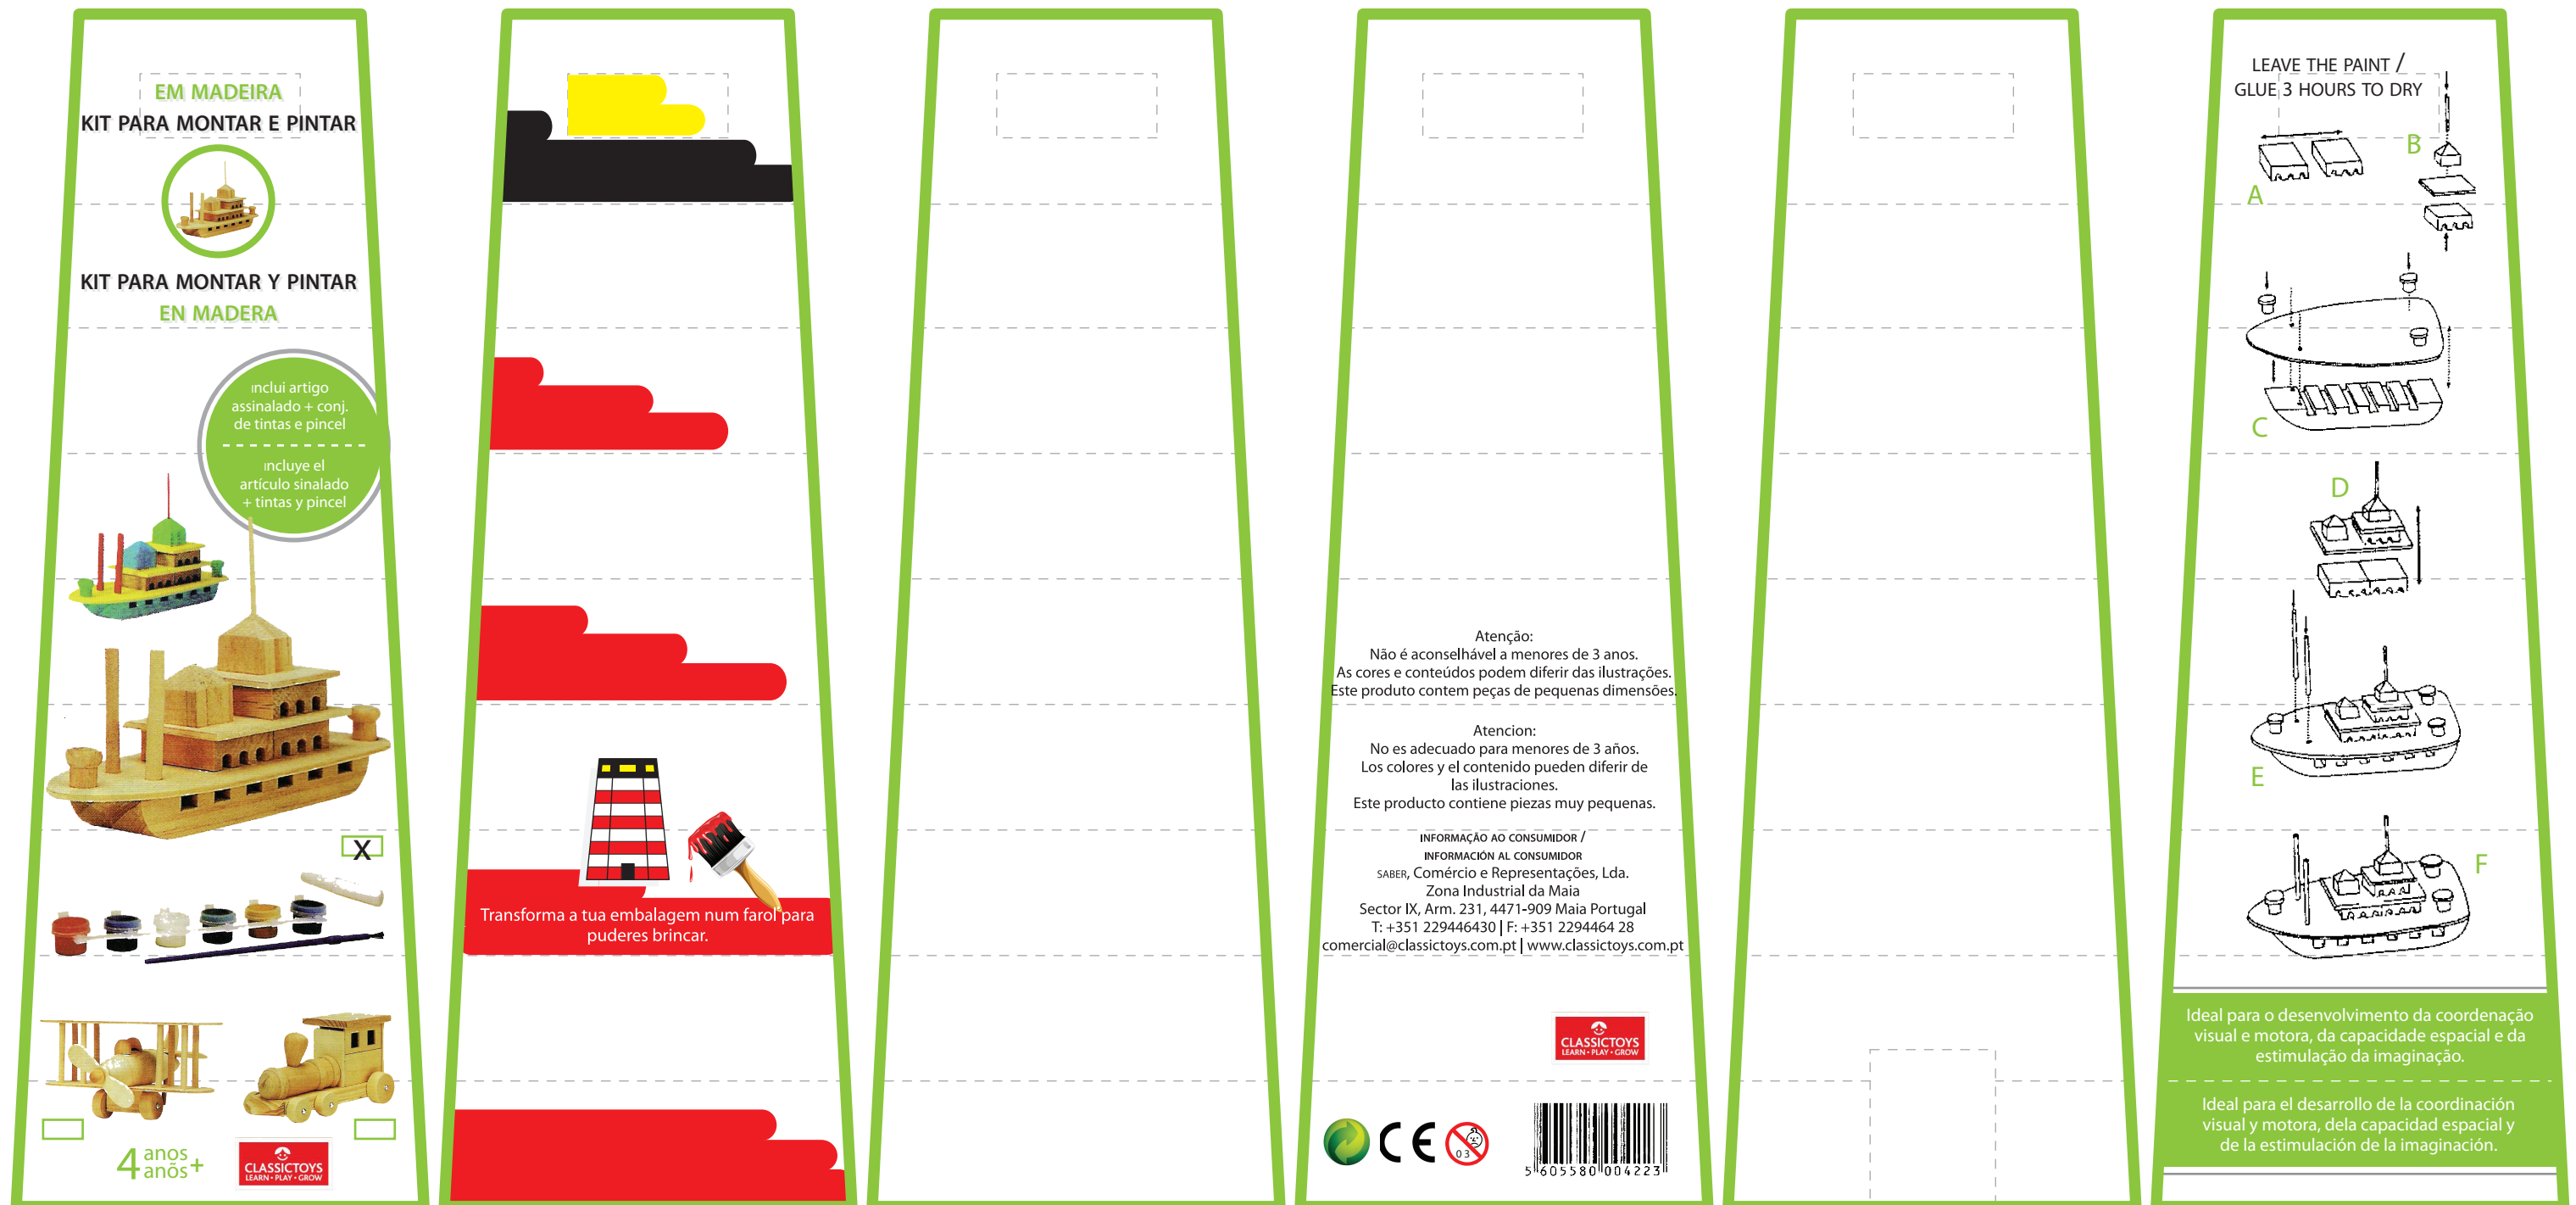 EM MADEIRA
KIT PARA MONTAR E PINTAR
KIT PARA MONTAR Y PINTAR
EN MADERA
inclui artigo
assinalado + conj.
de tintas e pincel
incluye el
artículo sinalado
+ tintas y pincel
X
4 anos
anõs +
CLASSICTOYS
LEARN • PLAY • GROW
Transforma a tua embalagem num farol para
puderes brincar.
Atenção:
Não é aconselhável a menores de 3 anos.
As cores e conteúdos podem diferir das ilustrações.
Este produto contem peças de pequenas dimensões.
Atencion:
No es adecuado para menores de 3 años.
Los colores y el contenido pueden diferir de
las ilustraciones.
Este producto contiene piezas muy pequenas.
INFORMAÇÃO AO CONSUMIDOR /
INFORMACIÓN AL CONSUMIDOR
SABER, Comércio e Representações, Lda.
Zona Industrial da Maia
Sector IX, Arm. 231, 4471-909 Maia Portugal
T: +351 229446430 | F: +351 2294464 28
comercial@classictoys.com.pt | www.classictoys.com.pt
CLASSICTOYS
LEARN • PLAY • GROW
CE
0 3
5 605580 004223
LEAVE THE PAINT /
GLUE 3 HOURS TO DRY
A
B
C
D
E
F
Ideal para o desenvolvimento da coordenação
visual e motora, da capacidade espacial e da
estimulação da imaginação.
Ideal para el desarrollo de la coordinación
visual y motora, dela capacidad espacial y
de la estimulación de la imaginación.